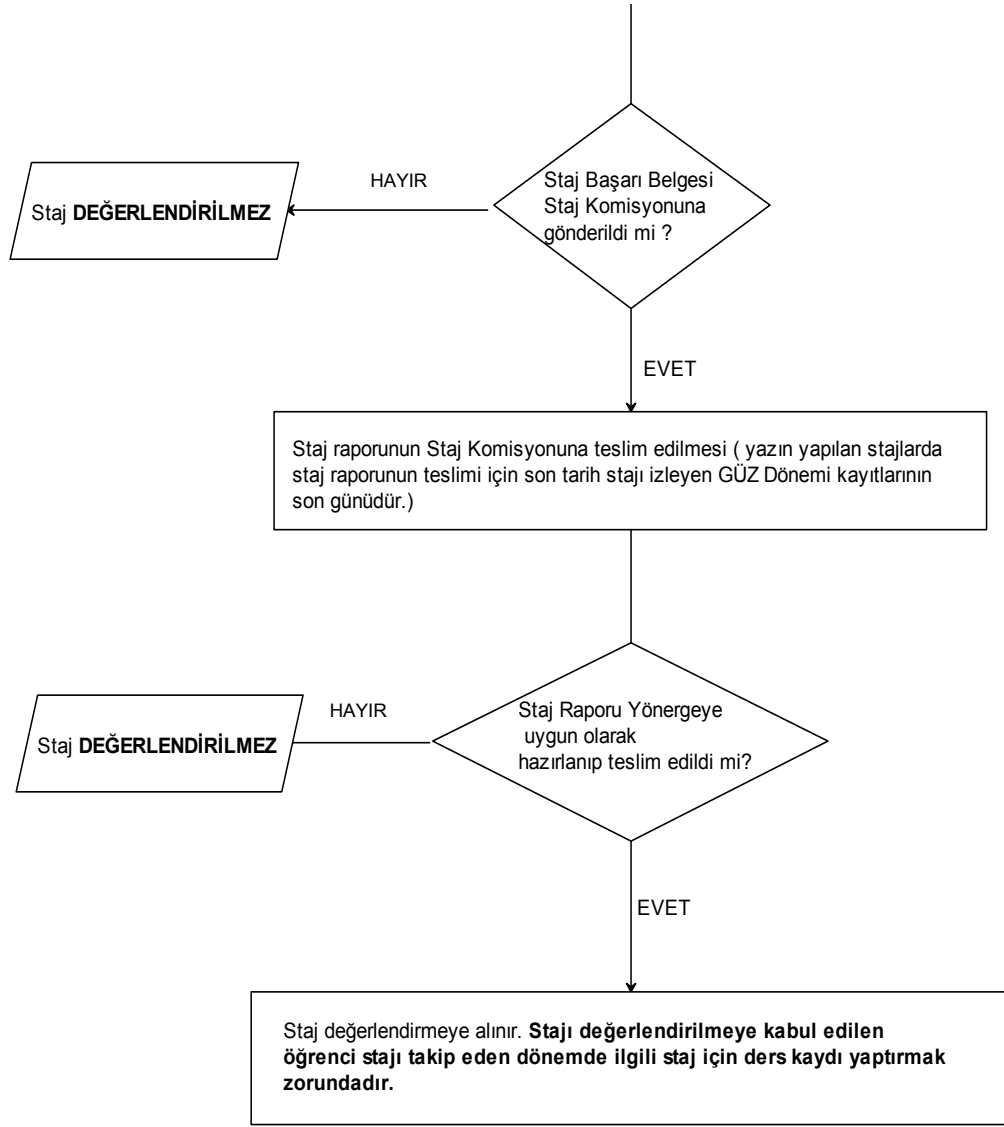 HAYIR
Staj Başarı Belgesi
Staj Komisyonuna
gönderildi mi ?
Staj DEĞERLENDİRİLMEZ
EVET
Staj raporunun Staj Komisyonuna teslim edilmesi ( yazın yapılan stajlarda
staj raporunun teslimi için son tarih stajı izleyen GÜZ Dönemi kayıtlarının
son günüdür.)
HAYIR
Staj Raporu Yönergeye
uygun olarak
hazırlanıp teslim edildi mi?
Staj DEĞERLENDİRİLMEZ
EVET
Staj değerlendirmeye alınır. Stajı değerlendirilmeye kabul edilen
öğrenci stajı takip eden dönemde ilgili staj için ders kaydı yaptırmak
zorundadır.